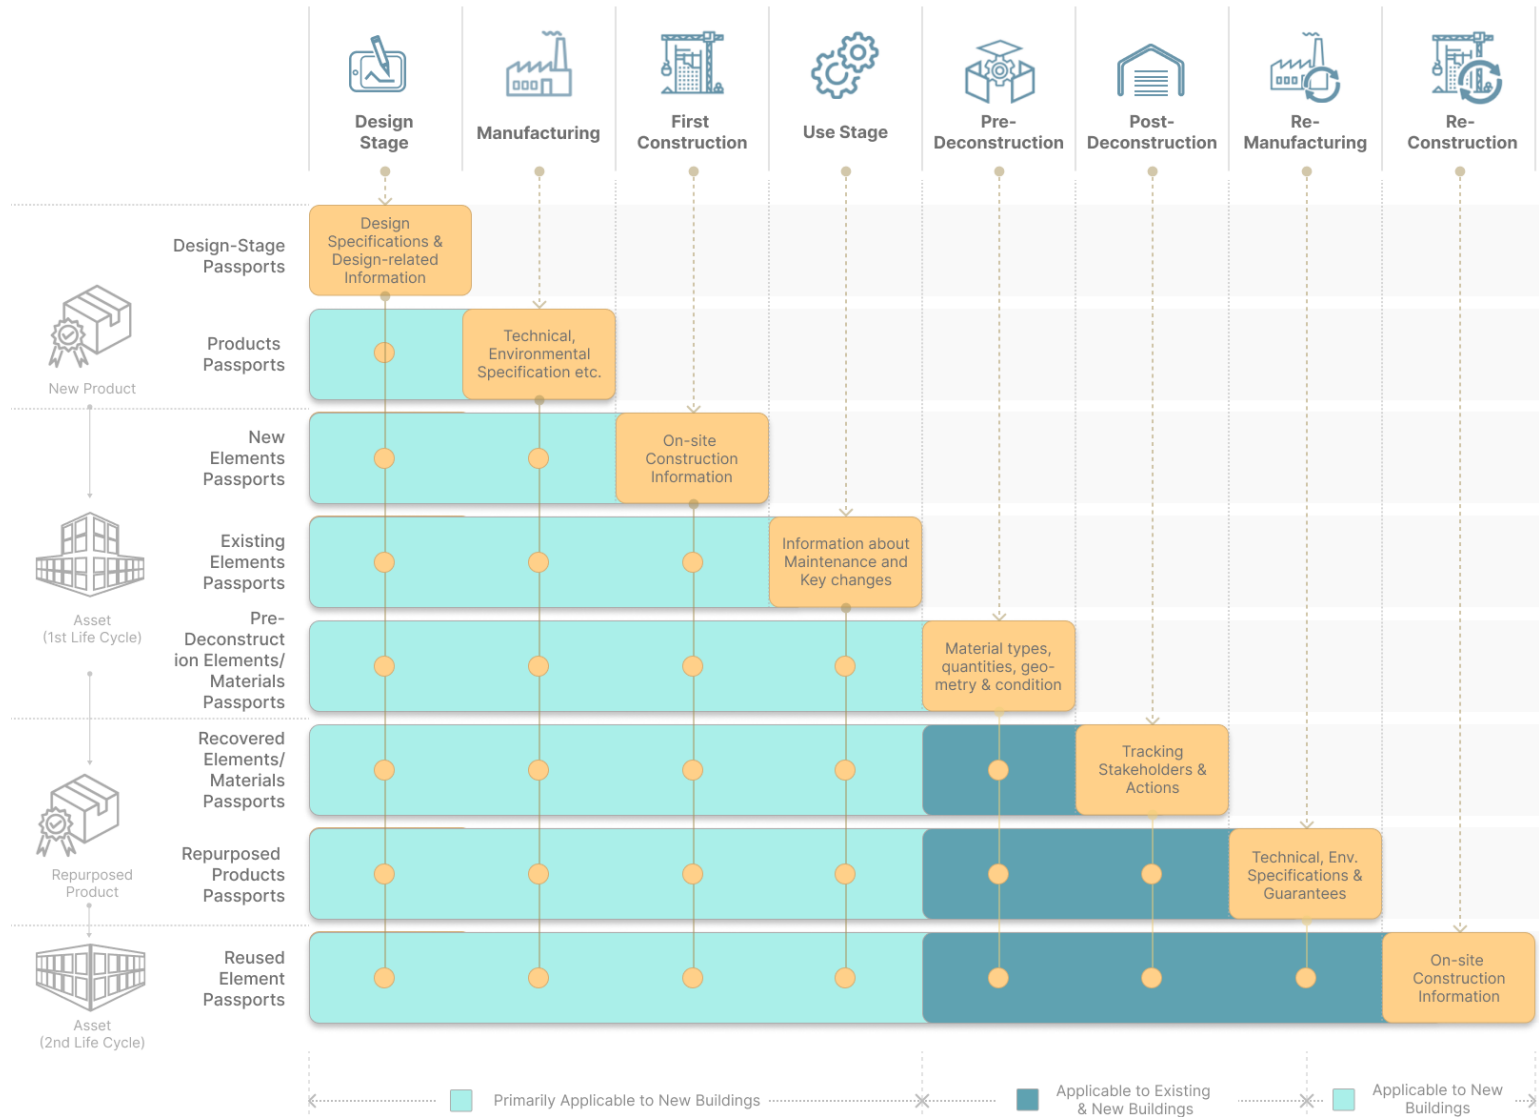 Design
Stage
Manufacturing
First
Construction
Use Stage
Pre-
Deconstruction
Post-
Deconstruction
Re-
Manufacturing
Re-
Construction
Design-Stage
Passports
Design
Specifications &
Design-related
Information
New Product
Products
Passports
Technical,
Environmental
Specification etc.
New
Elements
Passports
On-site
Construction
Information
Asset
(1st Life Cycle)
Existing
Elements
Passports
Information about
Maintenance and
Key changes
Pre-
Deconstruct
ion Elements/
Materials
Passports
Material types,
quantities, geo-
metry & condition
Recovered
Elements/
Materials
Passports
Tracking
Stakeholders &
Actions
Repurposed
Product
Repurposed
Products
Passports
Technical, Env.
Specifications &
Guarantees
Asset
(2nd Life Cycle)
Reused
Element
Passports
On-site
Construction
Information
Primarily Applicable to New Buildings
Applicable to Existing
& New Buildings
Applicable to New
Buildings